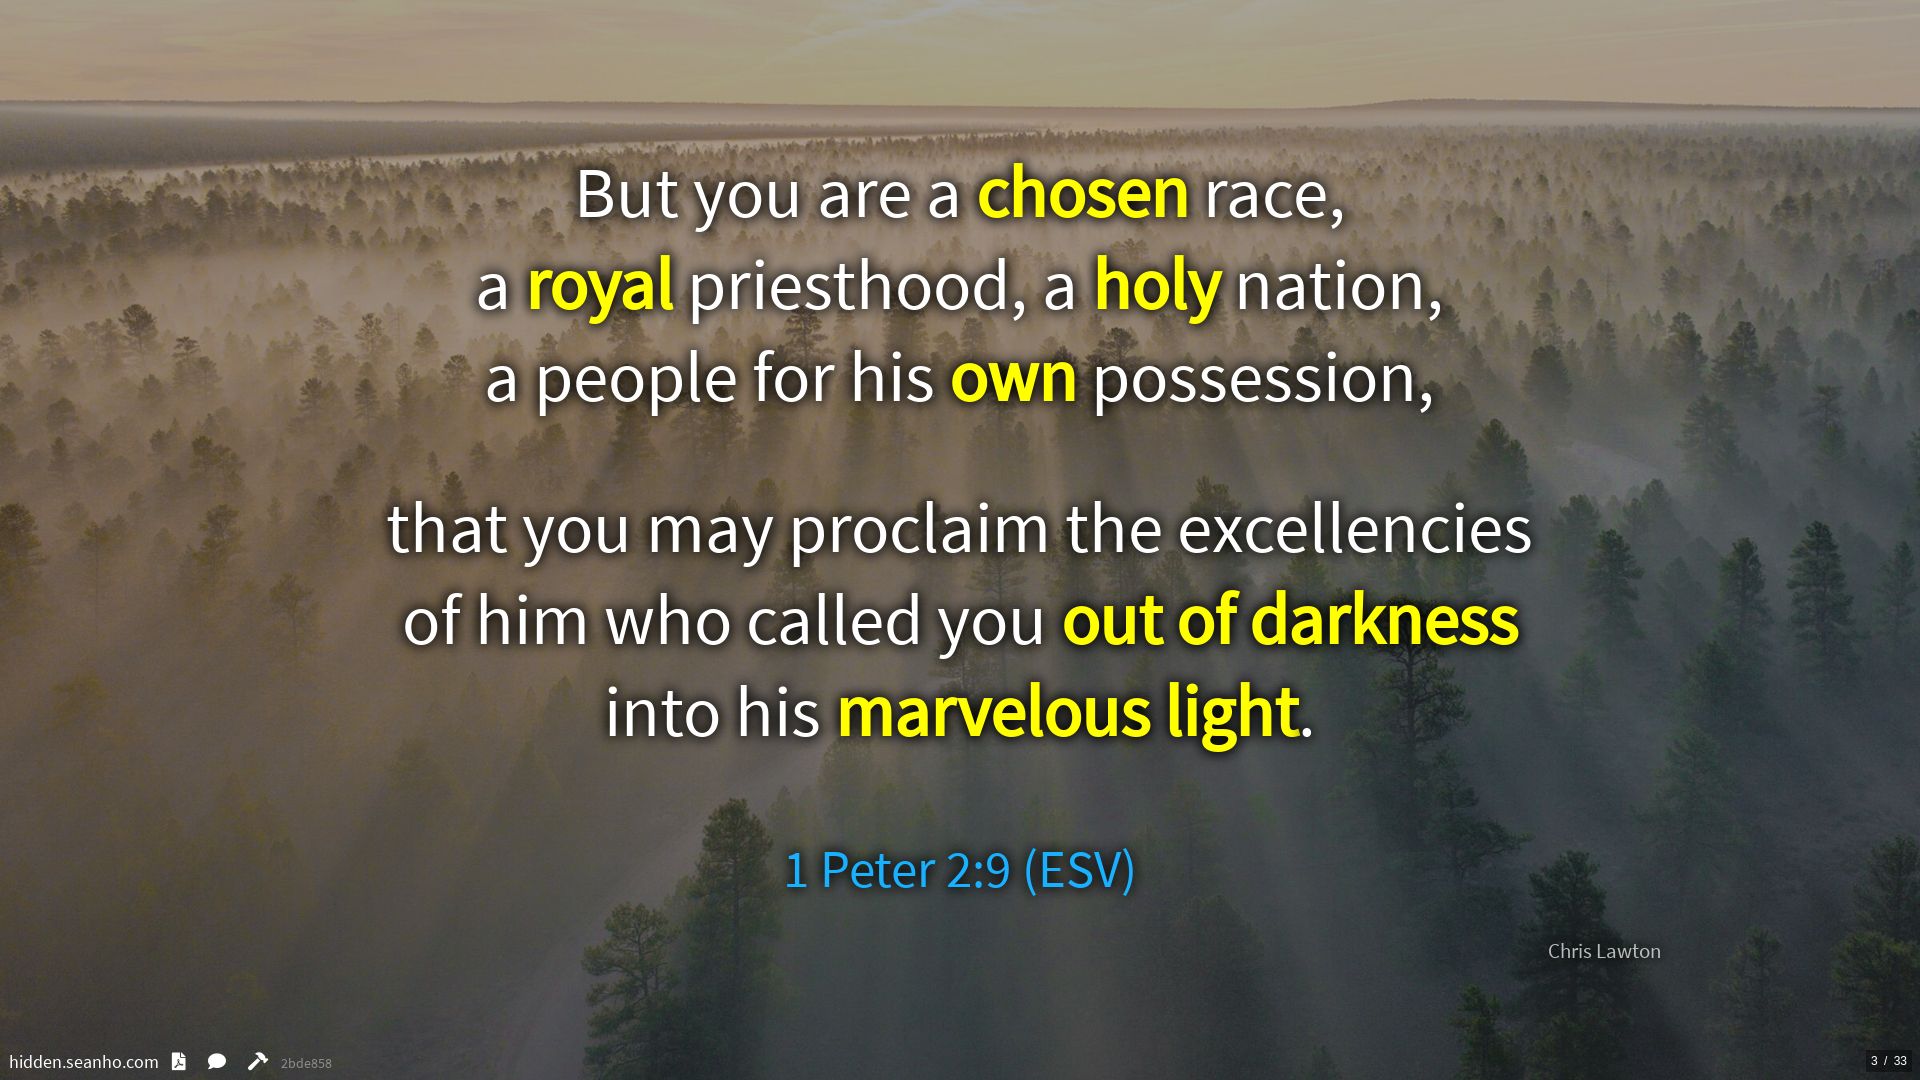 But you are a chosen race,
a royal priesthood, a holy nation,
a people for his own possession,
that you may proclaim the excellencies
of him who called you out of darkness
into his marvelous light.
1 Peter 2:9 (ESV)
Chris Lawton
hidden.seanho.com 2bde858
3 / 33